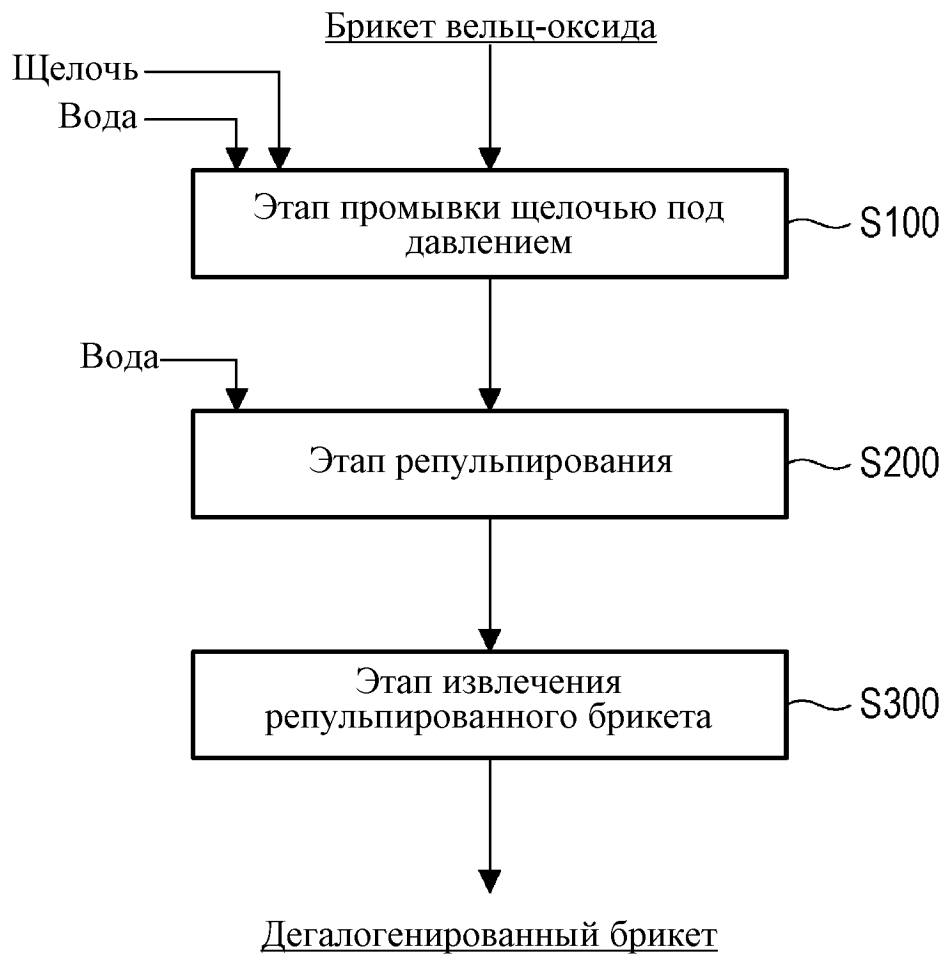 Брикет вельц-оксида
Щелочь
Вода
Этап промывки щелочью под
давлением
S100
Вода
Этап репульпирования
S200
Этап извлечения
репульпированного брикета
S300
Дегалогенированный брикет